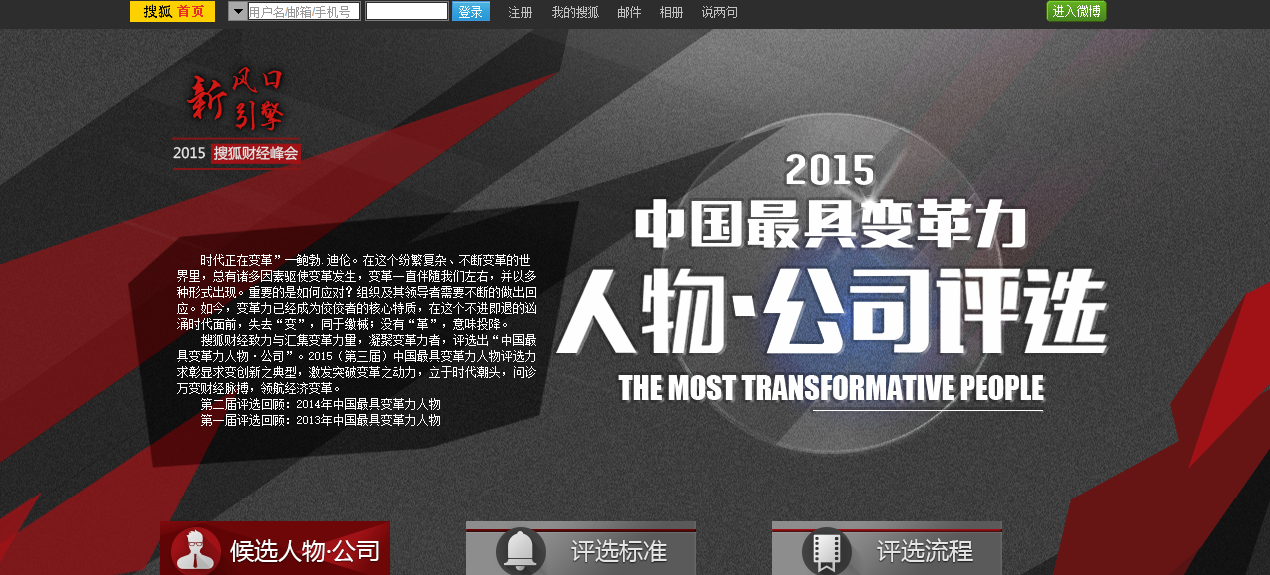 搜狐 首页 用户名/邮箱/手机号 登录 注册 我的搜狐 邮件 相册 说两句 进入微博
新风口
引擎
2015 搜狐财经峰会
2015
中国最具变革力
人物·公司评选
THE MOST TRANSFORMATIVE PEOPLE
时代正在变革”—鲍勃.迪伦。在这个纷繁复杂、不断变革的世
界里，总有诸多因素驱使变革发生，变革一直伴随我们左右，并以多
种形式出现。重要的是如何应对？组织及其领导者需要不断的做出回
应。如今，变革力已经成为佼佼者的核心特质，在这个不进即退的汹
涌时代面前，失去“变”，同于缴械；没有“革”，意味投降。
搜狐财经致力与汇集变革力量，凝聚变革力者，评选出“中国最
具变革力人物·公司”。2015（第三届）中国最具变革力人物评选力
求彰显求变创新之典型，激发突破变革之动力，立于时代潮头，问诊
万变财经脉搏，领航经济变革。
第二届评选回顾：2014年中国最具变革力人物
第一届评选回顾：2013年中国最具变革力人物
候选人物·公司 评选标准 评选流程